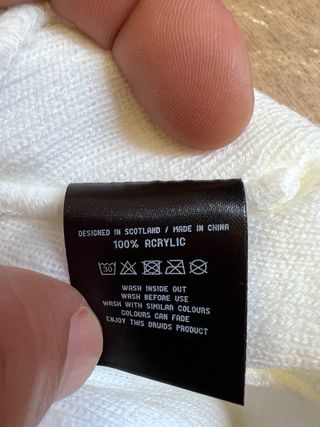 DESIGNED IN SCOTLAND / MADE IN CHINA
100% ACRYLIC
30
WASH INSIDE OUT
WASH BEFORE USE
WASH WITH SIMILAR COLOURS
COLOURS CAN FADE
ENJOY THIS DRUIDS PRODUCT